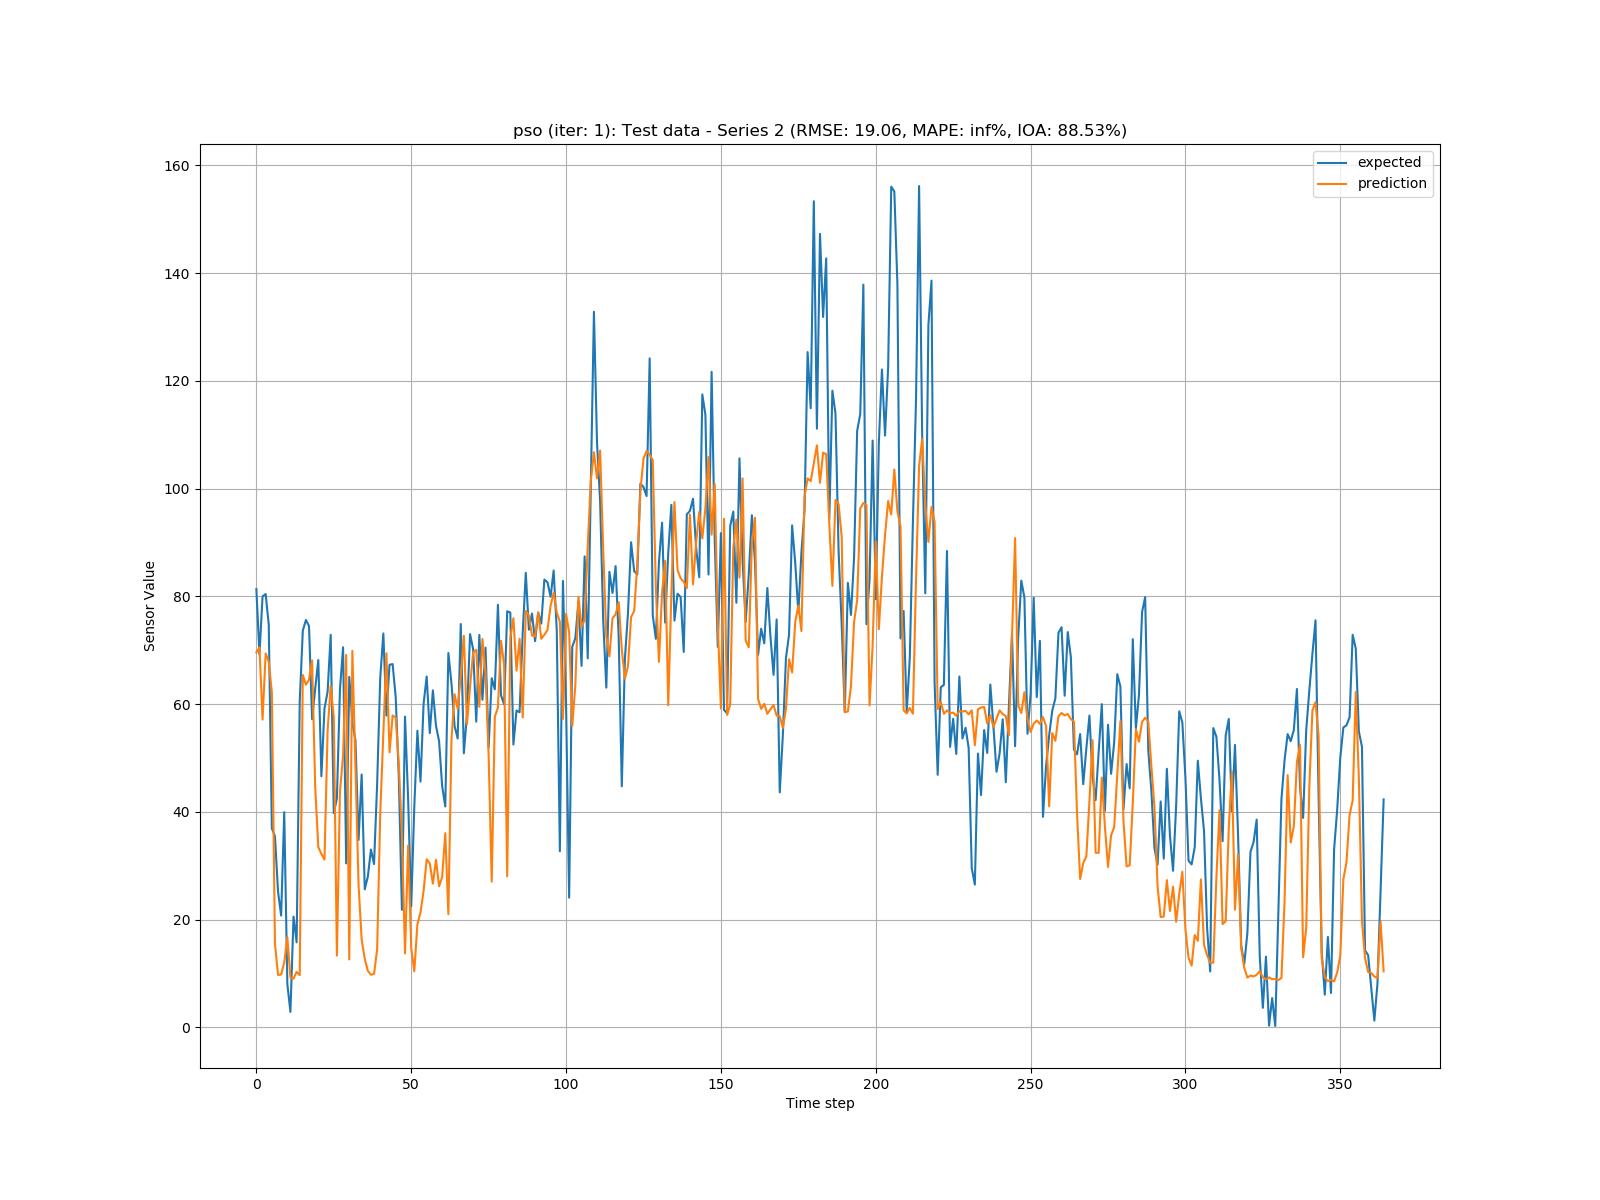 pso (iter: 1): Test data - Series 2 (RMSE: 19.06, MAPE: inf%, IOA: 88.53%)
expected
prediction
160
140
120
100
80
60
40
20
0
Sensor Value
0 50 100 150 200 250 300 350
Time step